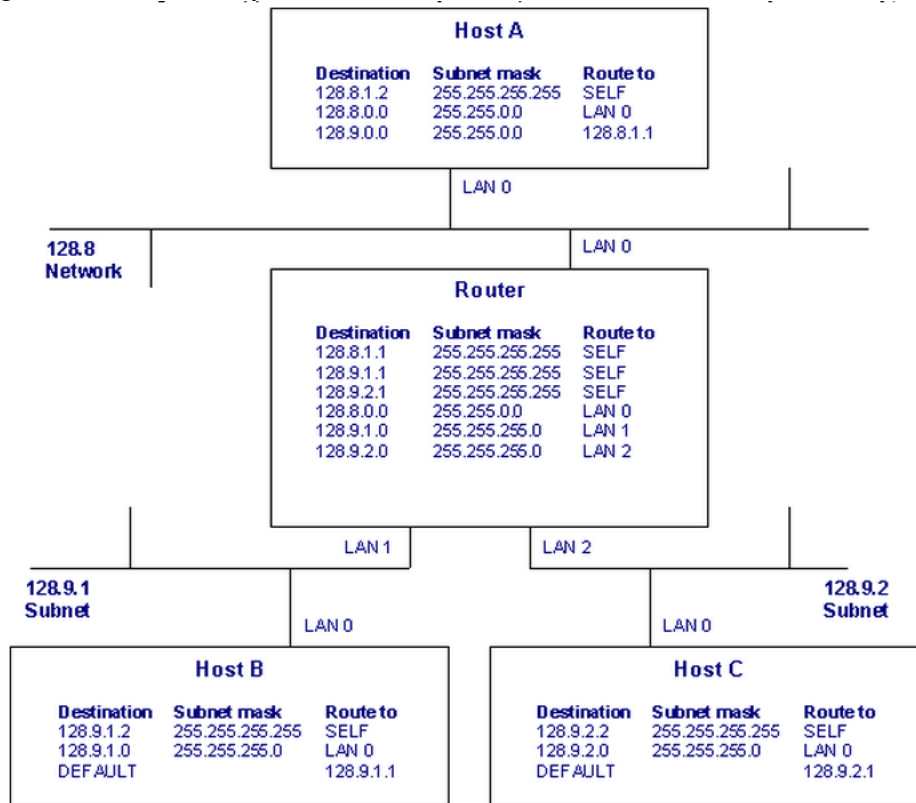 Host A
Destination Subnet mask Route to
128.8.1.2 255.255.255.255 SELF
128.8.0.0 255.255.0.0 LAN 0
128.9.0.0 255.255.0.0 128.8.1.1
LAN 0
128.8
Network
LAN 0
Router
Destination Subnet mask Route to
128.8.1.1 255.255.255.255 SELF
128.9.1.1 255.255.255.255 SELF
128.9.2.1 255.255.255.255 SELF
128.8.0.0 255.255.0.0 LAN 0
128.9.1.0 255.255.255.0 LAN 1
128.9.2.0 255.255.255.0 LAN 2
LAN 1
LAN 2
128.9.1
Subnet
128.9.2
Subnet
LAN 0
LAN 0
Host B
Destination Subnet mask Route to
128.9.1.2 255.255.255.255 SELF
128.9.1.0 255.255.255.0 LAN 0
DEFAULT 128.9.1.1
Host C
Destination Subnet mask Route to
128.9.2.2 255.255.255.255 SELF
128.9.2.0 255.255.255.0 LAN 0
DEFAULT 128.9.2.1